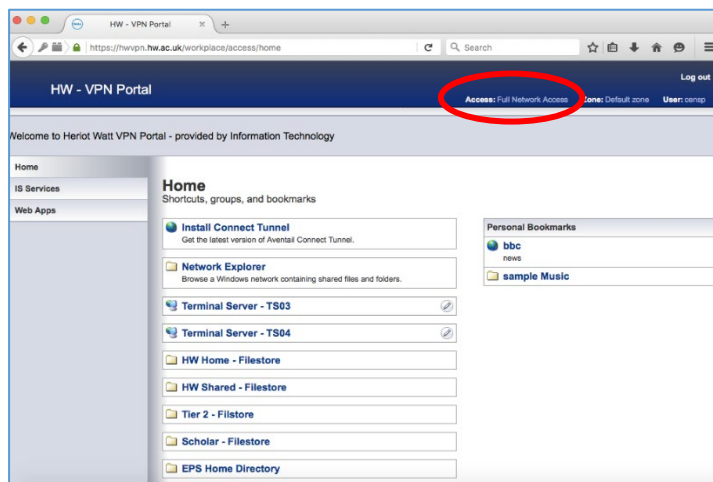 HW - VPN Portal
https://hwvpn.hw.ac.uk/workplace/access/home
Search
Log out
HW - VPN Portal
Access: Full Network Access Zone: Default zone User: censp
Welcome to Heriot Watt VPN Portal - provided by Information Technology
Home
IS Services
Web Apps
Home
Shortcuts, groups, and bookmarks
Install Connect Tunnel
Get the latest version of Aventail Connect Tunnel.
Network Explorer
Browse a Windows network containing shared files and folders.
Terminal Server - TS03
Terminal Server - TS04
HW Home - Filestore
HW Shared - Filestore
Tier 2 - Filstore
Scholar - Filestore
EPS Home Directory
Personal Bookmarks
bbc
news
sample Music